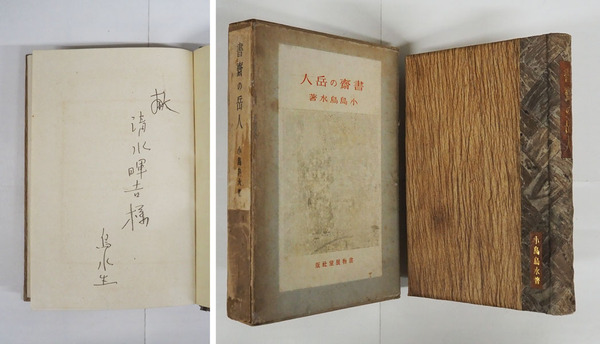 献
清水暉吉様
烏水生
書齋の岳人
小島烏水著
人岳の齋書
著水烏島小
小島烏水著